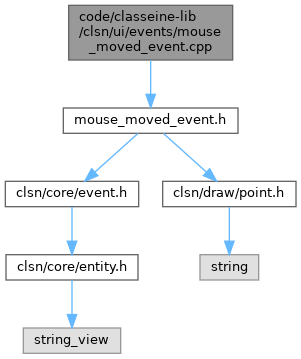 code/classeine-lib
/clsn/ui/events/mouse
_moved_event.cpp
mouse_moved_event.h
clsn/core/event.h
clsn/draw/point.h
clsn/core/entity.h
string
string_view